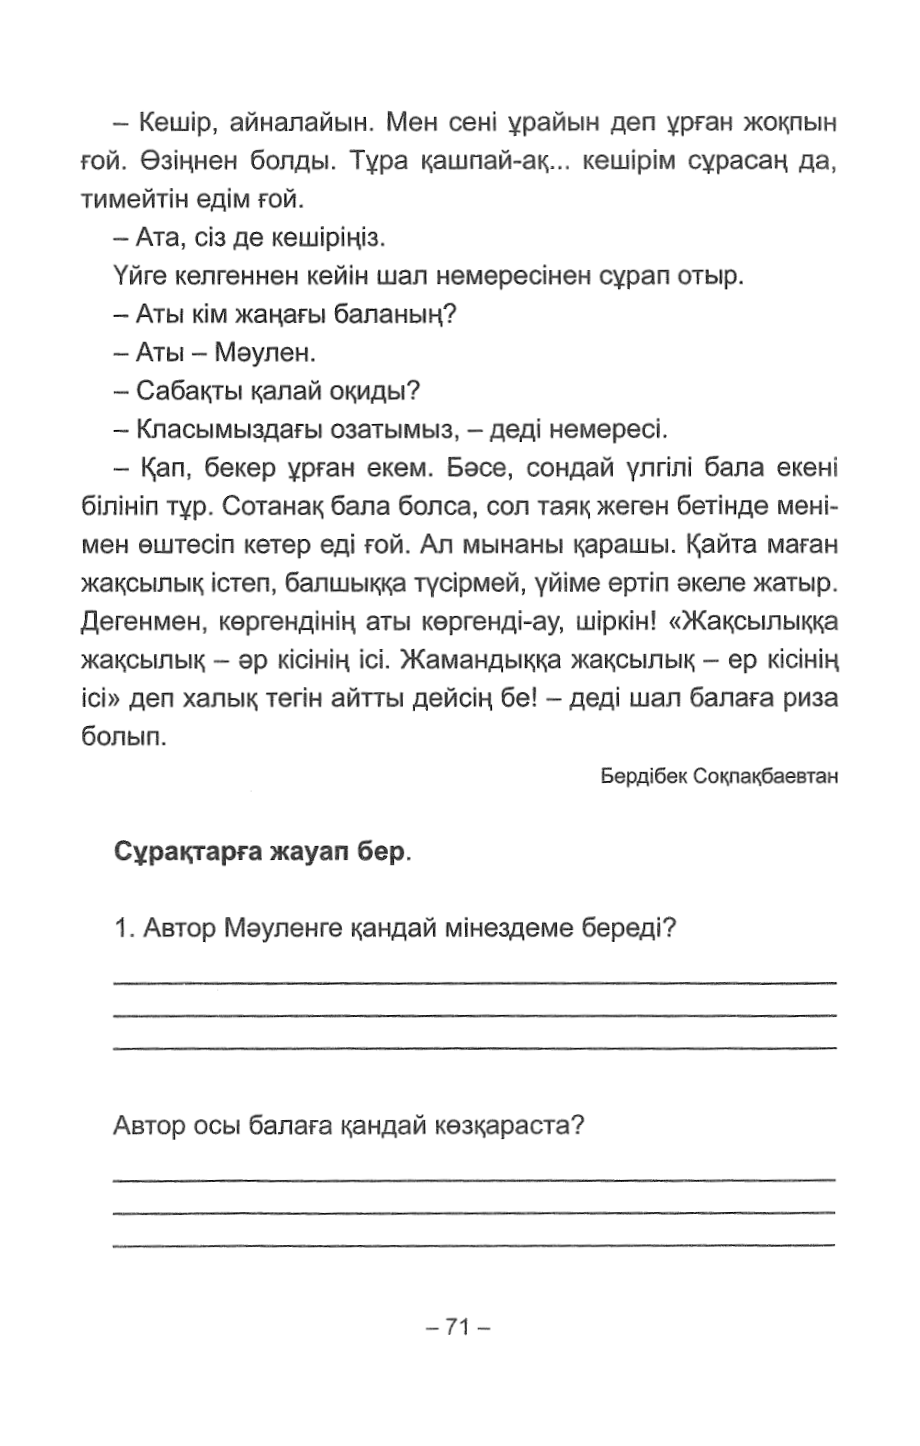 – Кешір, айналайын. Мен сені ұрайын деп ұрған жоқпын
ғой. Өзіңнен болды. Тұра қашпай-ақ... кешірім сұрасаң да,
тимейтін едім ғой.
– Ата, сіз де кешіріңіз.
Үйге келгеннен кейін шал немересінен сұрап отыр.
– Аты кім жаңағы баланың?
– Аты – Мәулен.
– Сабақты қалай оқиды?
– Класымыздағы озатымыз, – деді немересі.
– Қап, бекер ұрған екем. Бәсе, сондай үлгілі бала екені
білініп тұр. Сотанақ бала болса, сол таяқ жеген бетінде мені-
мен өштесіп кетер еді ғой. Ал мынаны қарашы. Қайта маған
жақсылық істеп, балшыққа түсірмей, үйіме ертіп әкеле жатыр.
Дегенмен, көргендінің аты көргенді-ау, шіркін! «Жақсылыққа
жақсылық – әр кісінің ісі. Жамандыққа жақсылық – ер кісінің
ісі» деп халық тегін айтты дейсің бе! – деді шал балаға риза
болып.
Бердібек Соқпақбаевтан
Сұрақтарға жауап бер.
1. Автор Мәуленге қандай мінездеме береді?
Автор осы балаға қандай көзқараста?
– 71 –